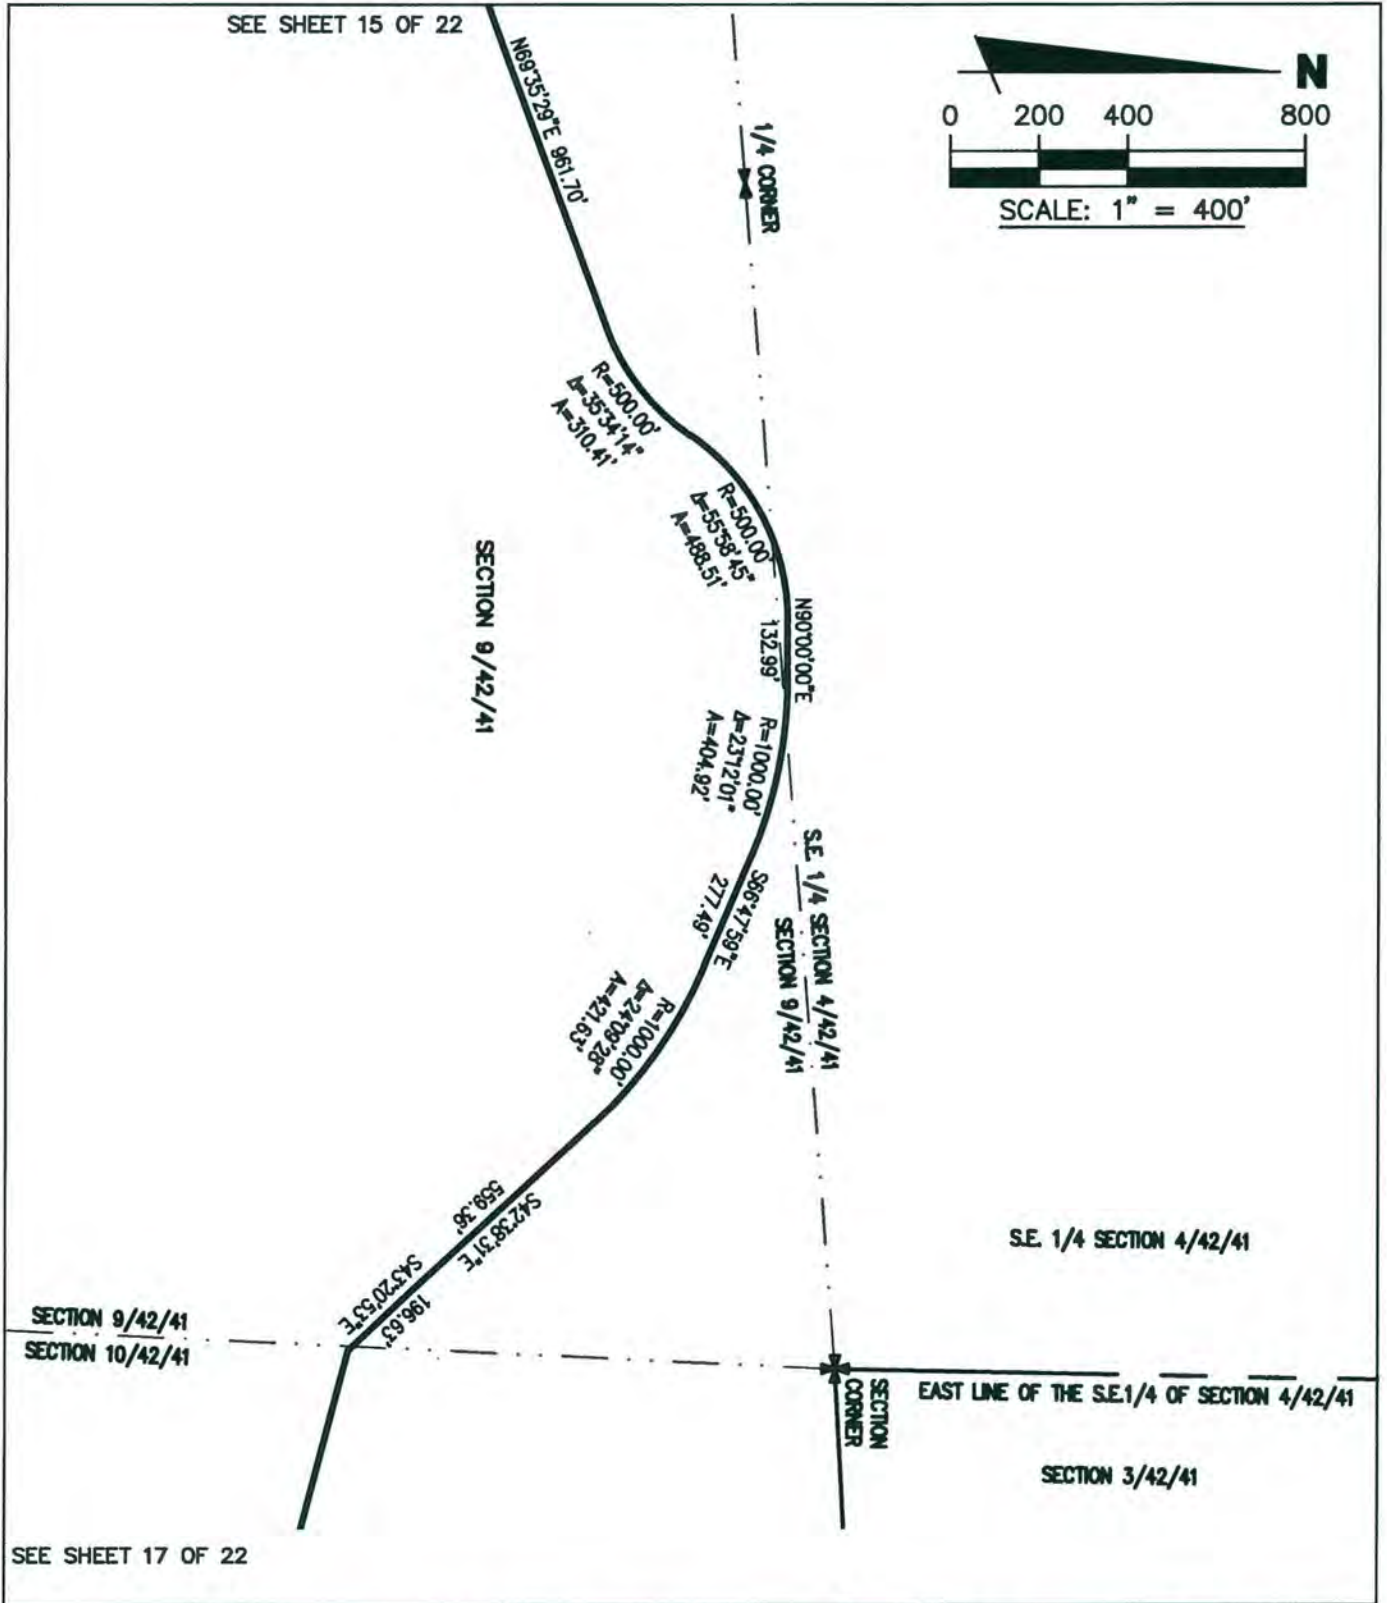 SEE SHEET 15 OF 22
N
0 200 400 800
SCALE: 1" = 400'
N69°35'29"E 961.70'
1/4 CORNER
R=500.00'
Δ=35°34'14"
A=310.41'
R=500.00'
Δ=55°58'45"
A=488.51'
SECTION 9/42/41
N90°00'00"E
132.99'
R=1000.00'
Δ=23°12'01"
A=404.92'
S66°47'59"E
277.49'
S.E. 1/4 SECTION 4/42/41
SECTION 9/42/41
R=1000.00'
Δ=24°09'28"
A=421.63'
S42°38'31"E
559.36'
S43°20'53"E
196.63'
S.E. 1/4 SECTION 4/42/41
SECTION 9/42/41
SECTION 10/42/41
SECTION
CORNER
EAST LINE OF THE S.E.1/4 OF SECTION 4/42/41
SECTION 3/42/41
SEE SHEET 17 OF 22